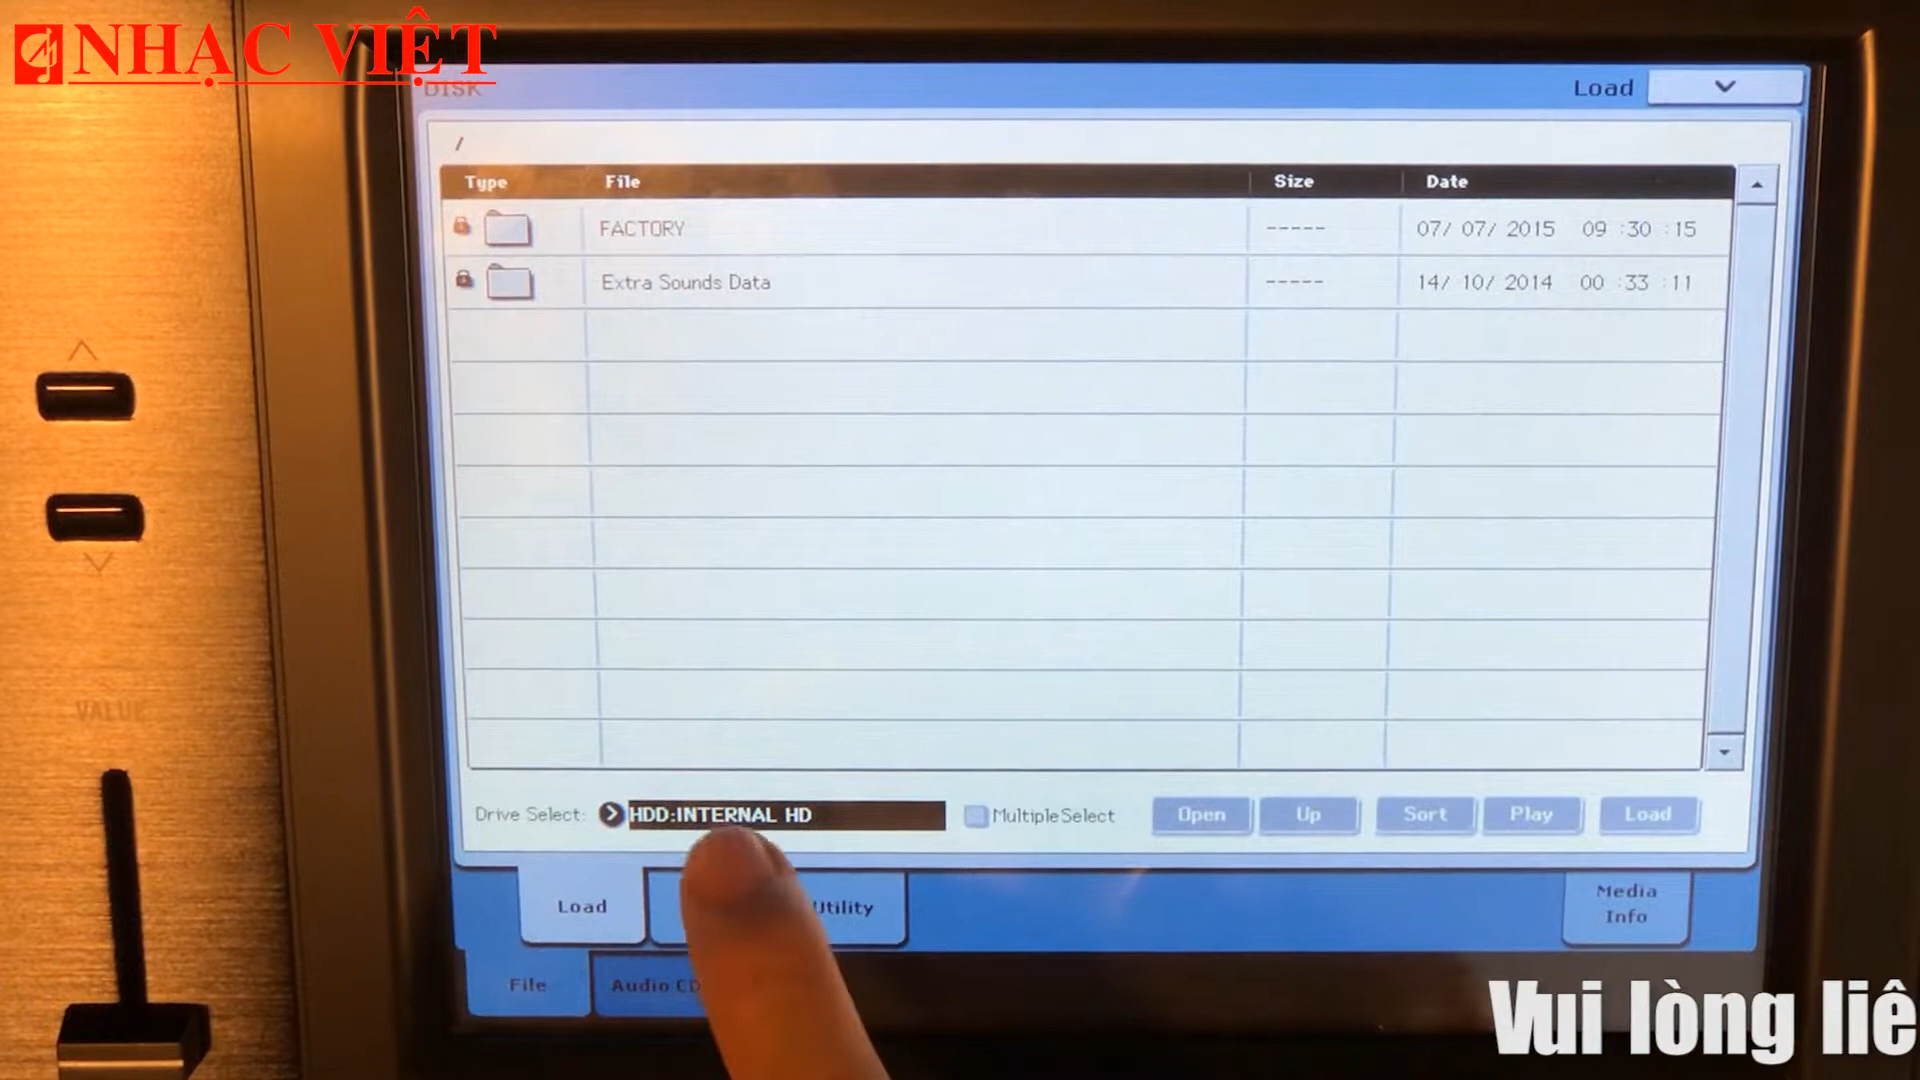 NHẠC VIỆT
DISK
Load
/
Type File Size Date
FACTORY ----- 07/ 07/ 2015 09 :30 :15
Extra Sounds Data ----- 14/ 10/ 2014 00 :33 :11
VALUE
Drive Select: HDD:INTERNAL HD Multiple Select Open Up Sort Play Load
Load Utility Media Info
File Audio CD
Vui lòng liê